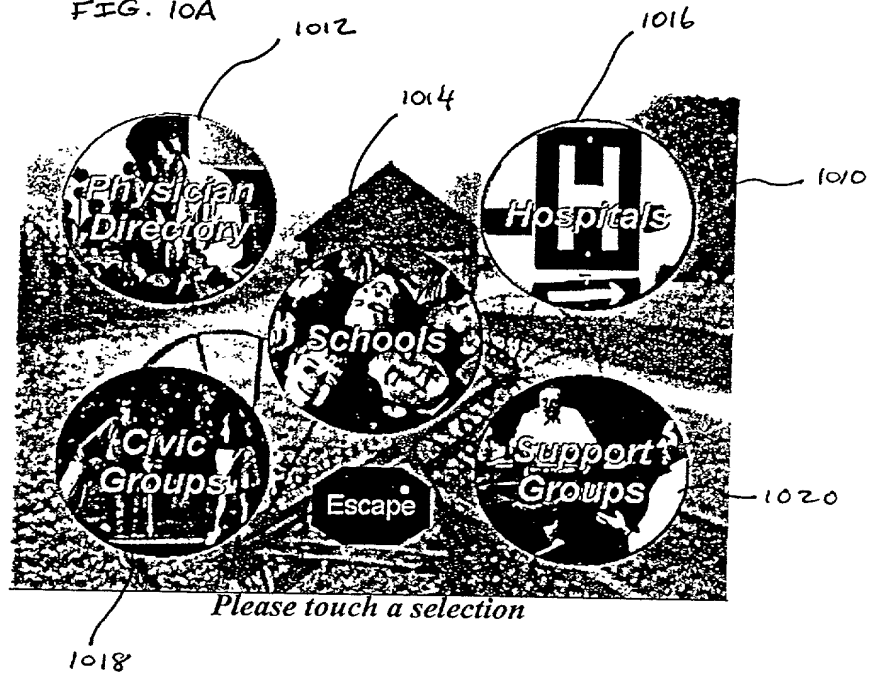 FIG. 10A
1012
1016
1014
1010
Physician
Directory
Hospitals
H
Schools
Civic
Groups
Support
Groups
Escape
1020
Please touch a selection
1018